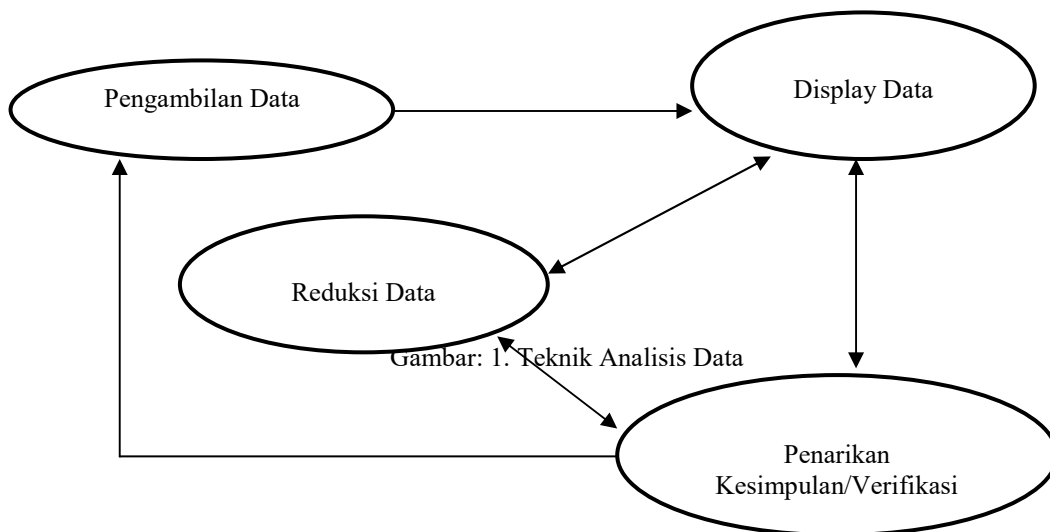 Pengambilan Data
Display Data
Reduksi Data
Gambar: 1. Teknik Analisis Data
Penarikan
Kesimpulan/Verifikasi